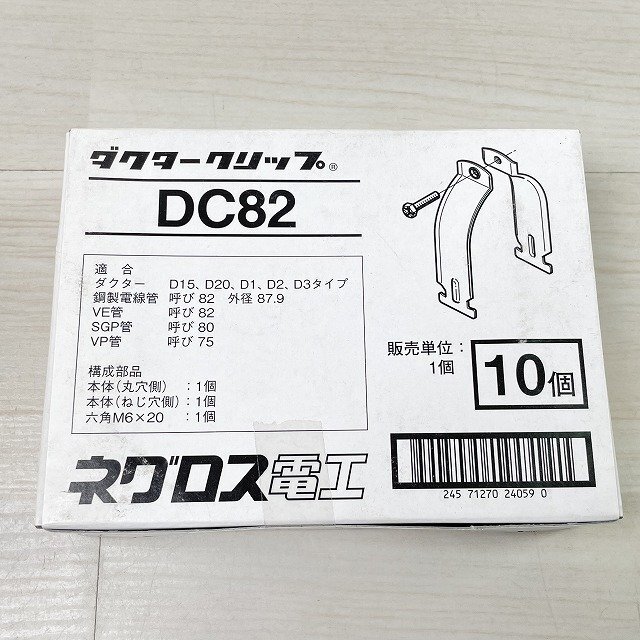 ダクタークリップ®
DC82
適 合
ダクター D15、D20、D1、D2、D3タイプ
鋼製電線管 呼び 82 外径 87.9
VE管 呼び 82
SGP管 呼び 80
VP管 呼び 75
構成部品
本体(丸穴側) : 1個
本体(ねじ穴側) : 1個
六角M6×20 : 1個
販売単位:
1個
10個
ネグロス電工
245 71270 24059 0